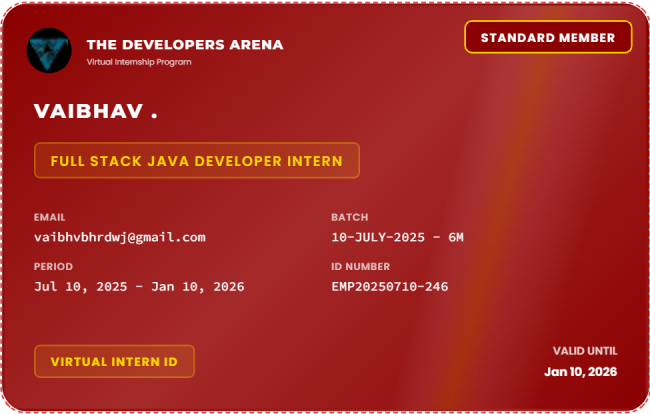 THE DEVELOPERS ARENA
Virtual Internship Program
STANDARD MEMBER
VAIBHAV .
FULL STACK JAVA DEVELOPER INTERN
EMAIL
vaibhvbhrdwj@gmail.com
BATCH
10-JULY-2025 - 6M
PERIOD
Jul 10, 2025 - Jan 10, 2026
ID NUMBER
EMP20250710-246
VIRTUAL INTERN ID
VALID UNTIL
Jan 10, 2026